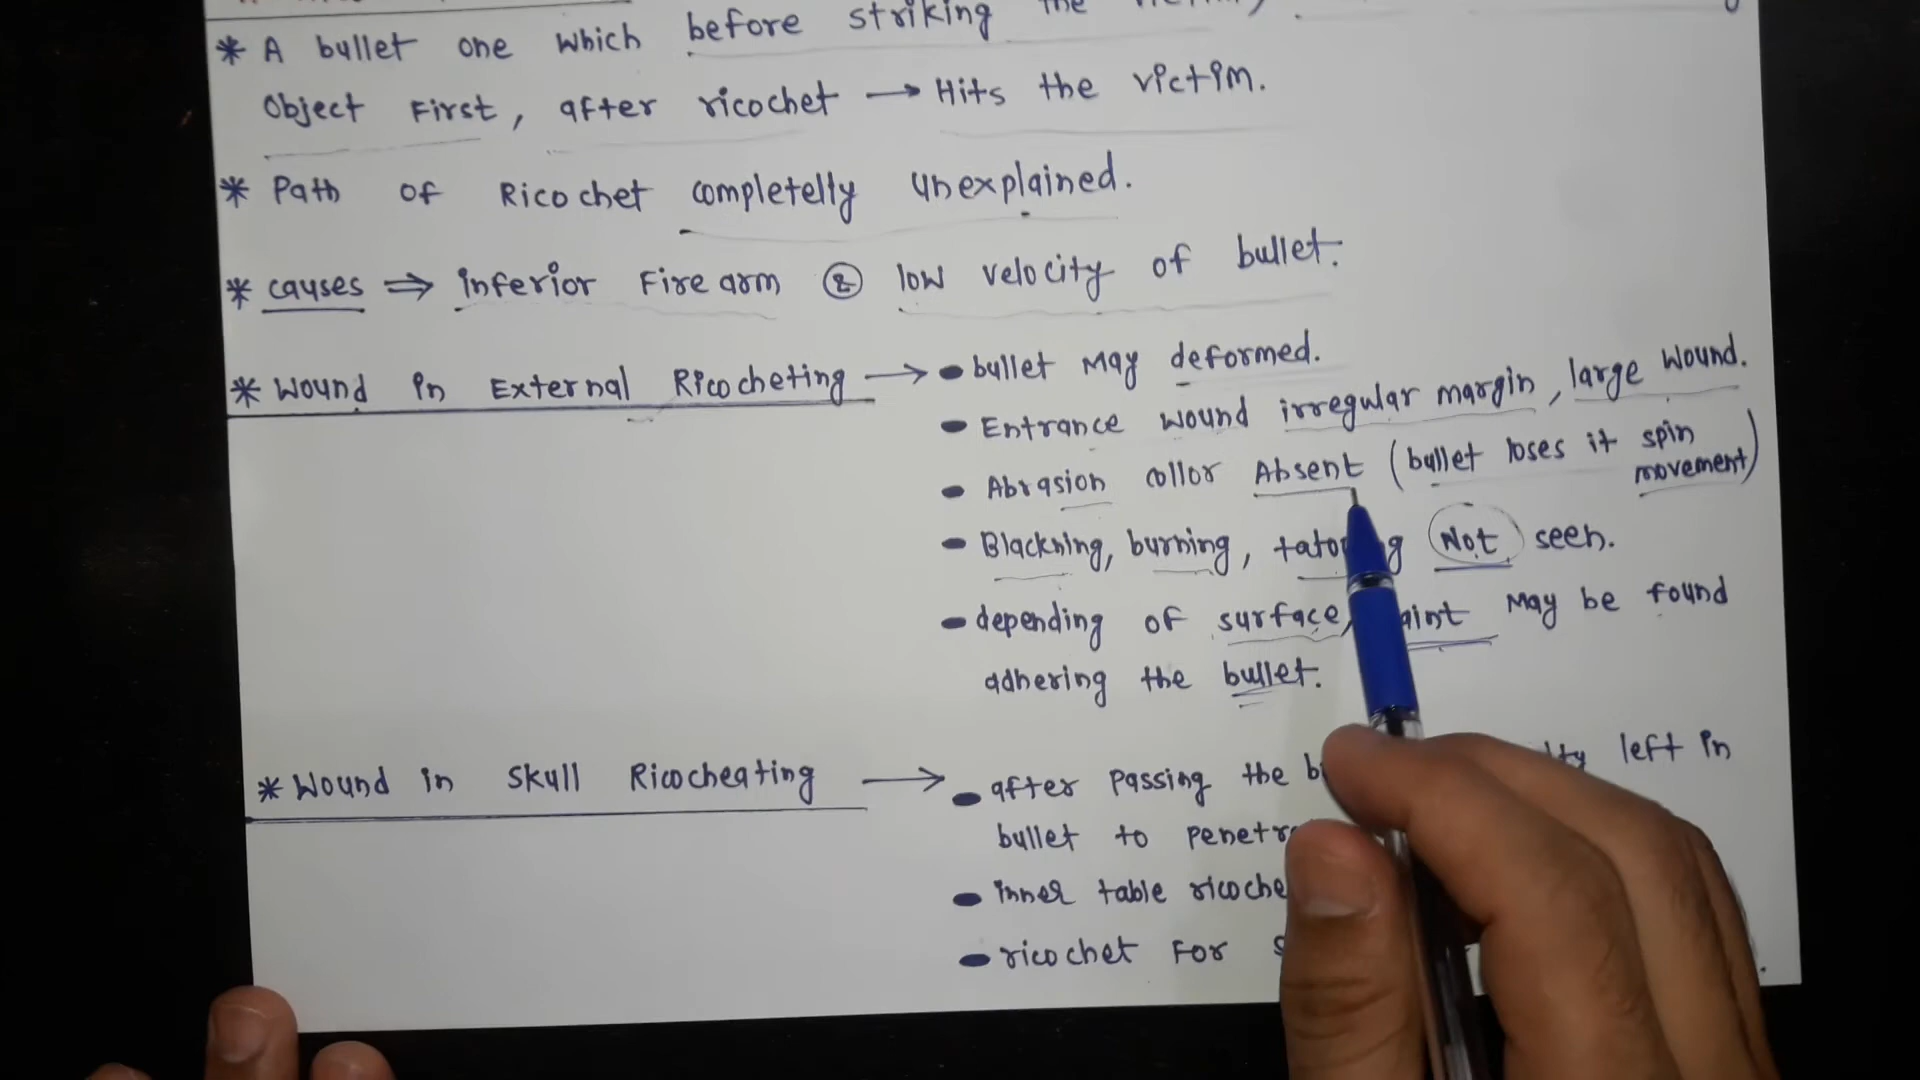 * A bullet one which before striking the
Object First, after ricochet → Hits the victim.
* Path of Ricochet completelly unexplained.
* causes ⇒ inferior Fire arm & low velocity of bullet.
* Wound in External Ricocheting → • bullet may deformed.
- Entrance wound irregular margin, large wound.
- Abrasion collor Absent (bullet loses it spin movement)
- Blackning, burning, Not seen.
- depending of surface, may be found
adhering the bullet.
* Wound in Skull Ricocheating → • after passing the left in
bullet to
• inner table
• ricochet For